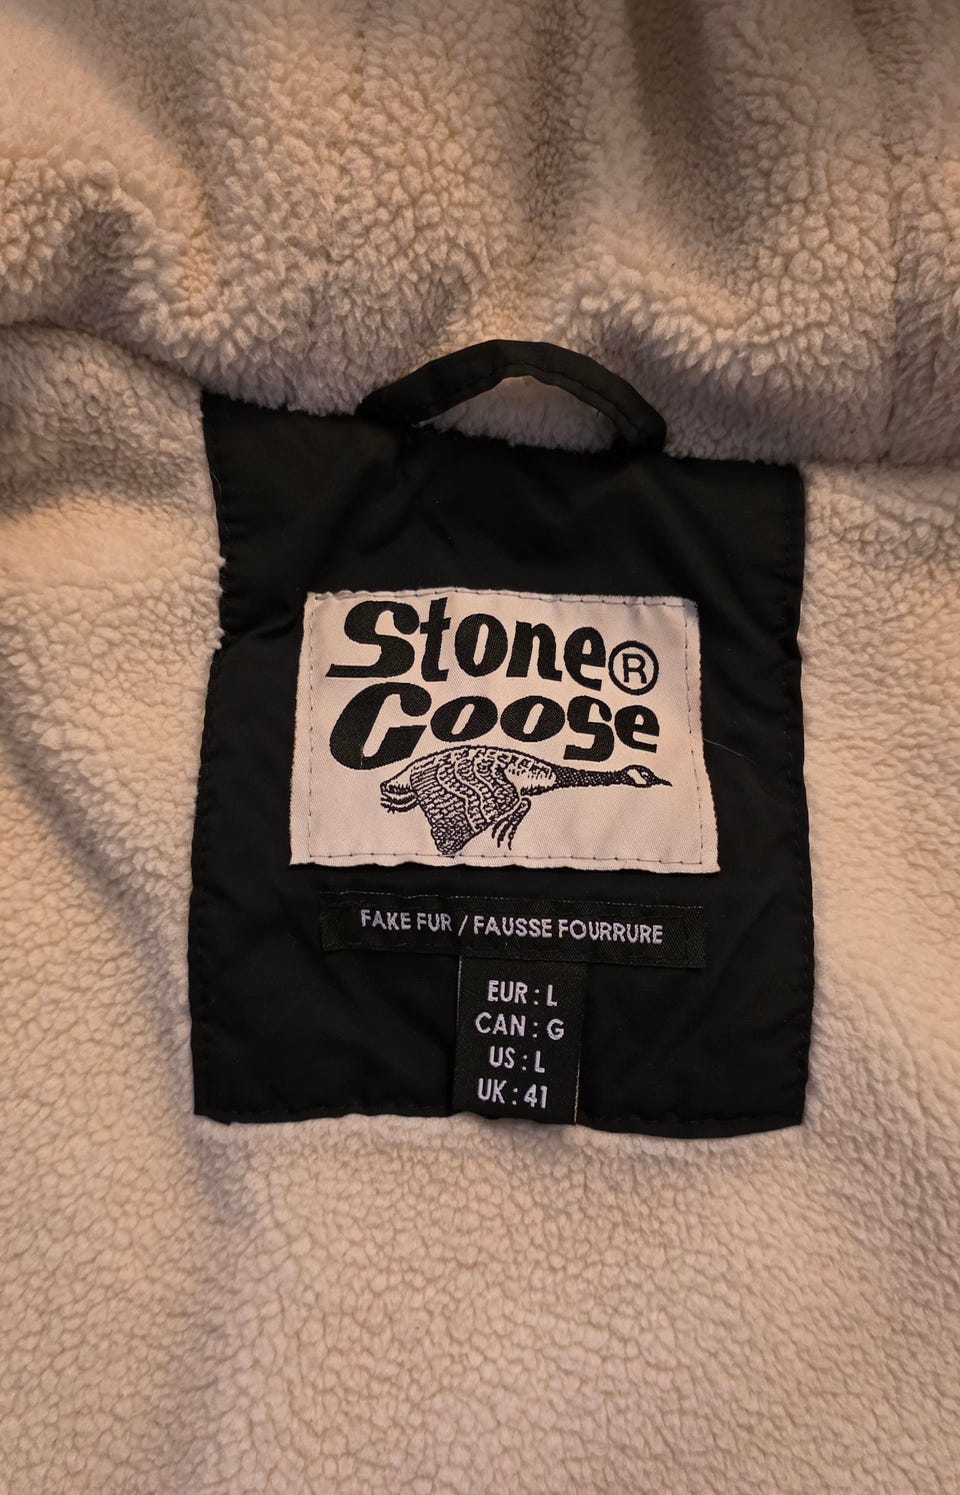 Stone®
Goose
FAKE FUR / FAUSSE FOURRURE
EUR : L
CAN : G
US : L
UK : 41